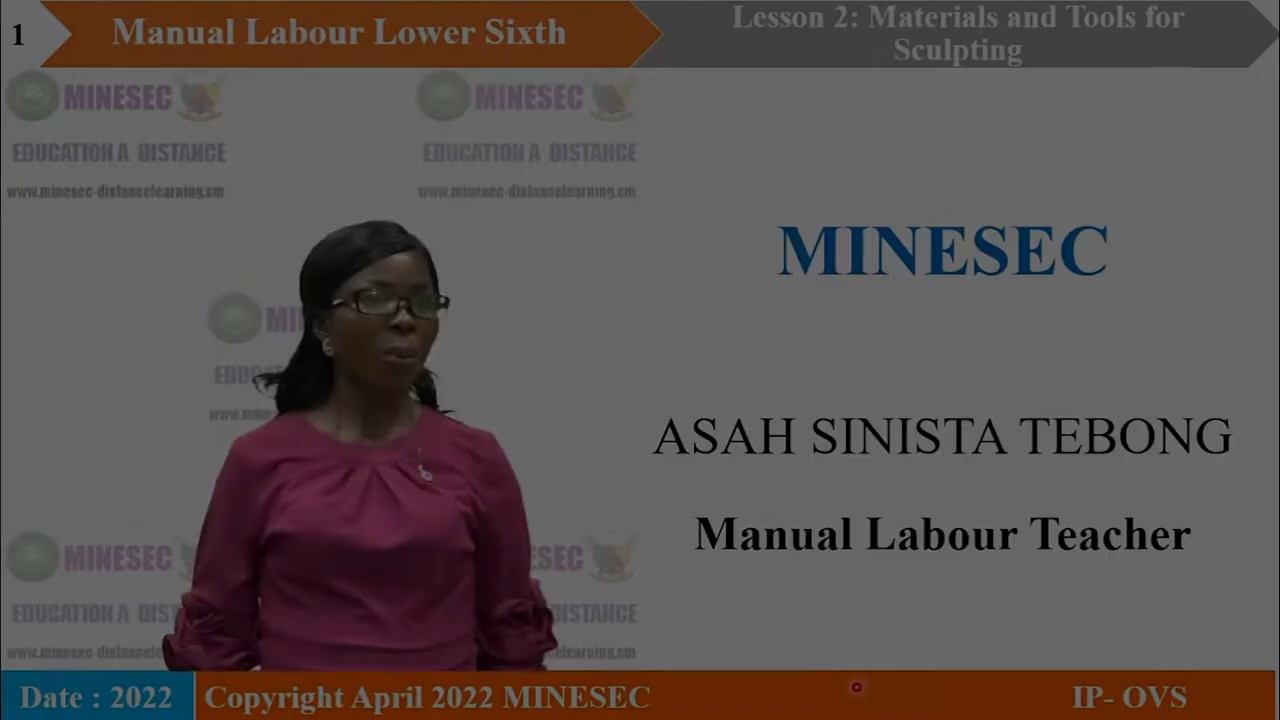 1
Manual Labour Lower Sixth
Lesson 2: Materials and Tools for
Sculpting
MINESEC
EDUCATION A DISTANCE
www.minesec-distancelearning.cm
MINESEC
EDUCATION A DISTANCE
www.minesec-distancelearning.cm
MINESEC
ASAH SINISTA TEBONG
Manual Labour Teacher
MINESEC
EDUCATION A
DISTANCE
Date : 2022
Copyright April 2022 MINESEC
IP- OVS